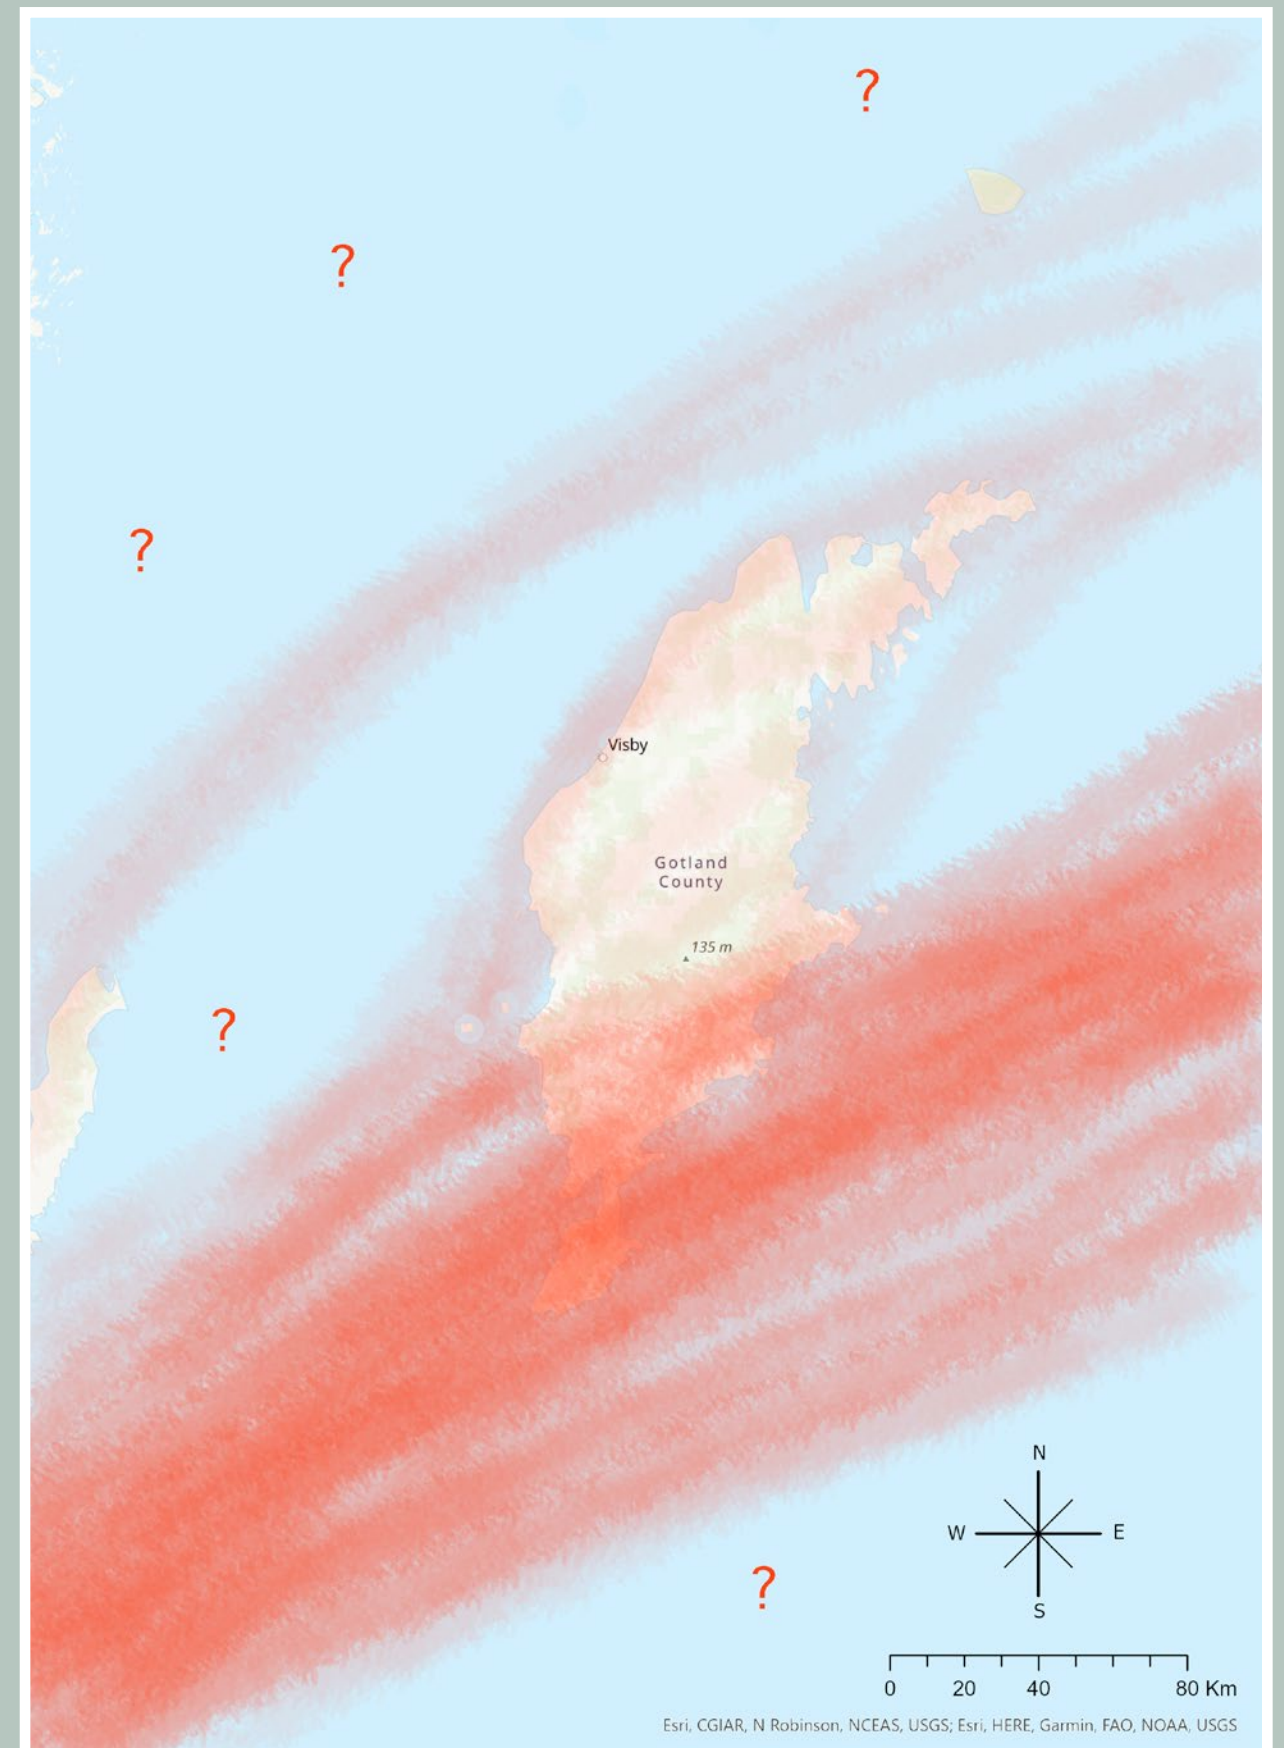 ?
?
?
Visby
Gotland
County
135 m
?
N
W
E
S
?
0 20 40 80 Km
Esri, CGIAR, N Robinson, NCEAS, USGS; Esri, HERE, Garmin, FAO, NOAA, USGS